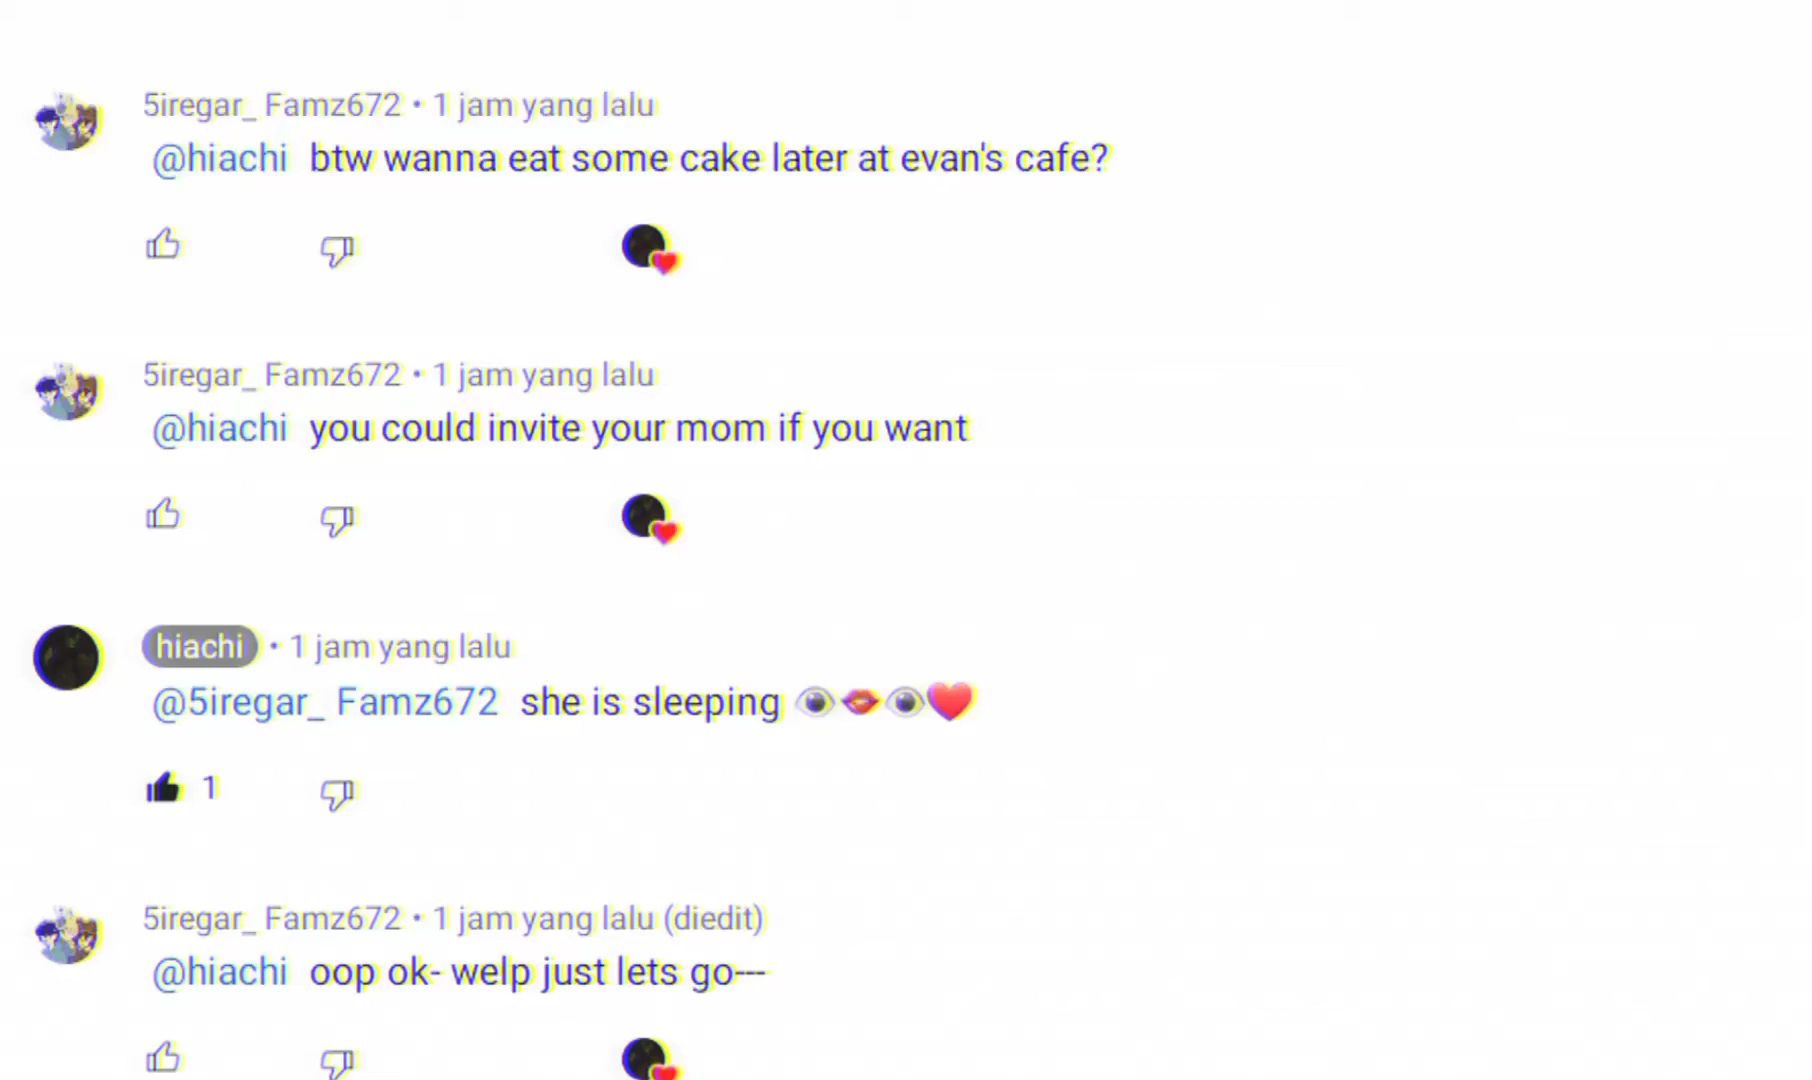 5iregar_ Famz672 • 1 jam yang lalu
@hiachi btw wanna eat some cake later at evan's cafe?
5iregar_ Famz672 • 1 jam yang lalu
@hiachi you could invite your mom if you want
hiachi • 1 jam yang lalu
@5iregar_ Famz672 she is sleeping 👁️💋👁️❤️
1
5iregar_ Famz672 • 1 jam yang lalu (diedit)
@hiachi oop ok- welp just lets go---